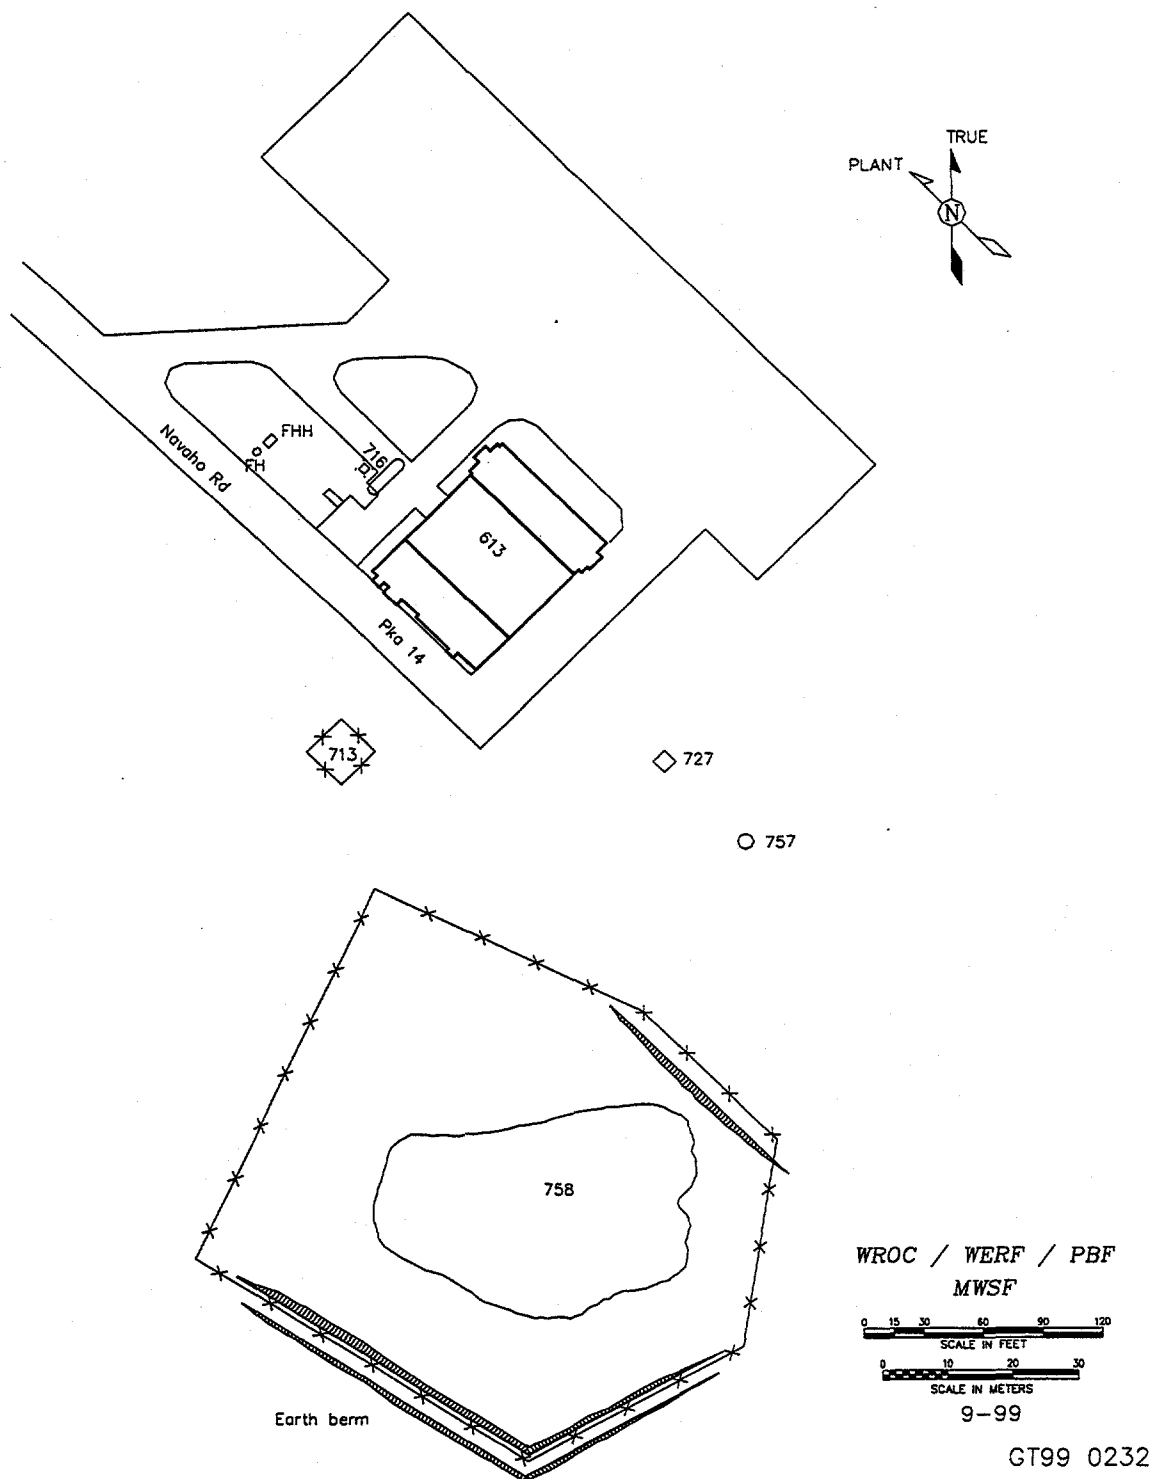 TRUE
PLANT
N
FHH
FH
716
Navaho Rd
613
Pka 14
713
727
757
758
WROC / WERF / PBF
MWSF
0 15 30 60 90 120
SCALE IN FEET
0 10 20 30
SCALE IN METERS
9-99
Earth berm
GT99 0232